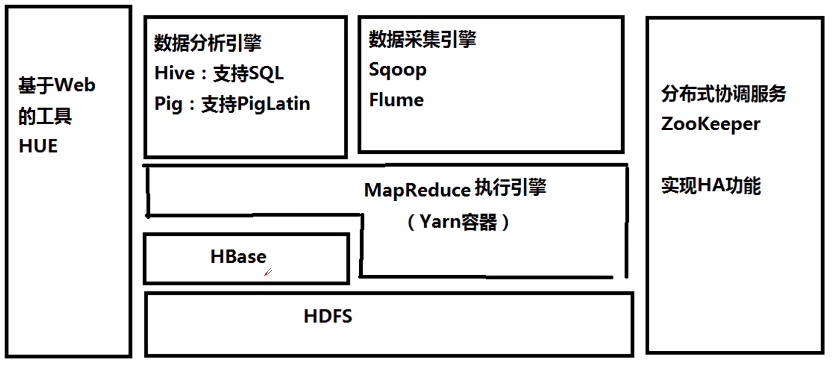 基于Web
的工具
HUE
数据分析引擎
Hive：支持SQL
Pig：支持PigLatin
数据采集引擎
Sqoop
Flume
分布式协调服务
ZooKeeper
实现HA功能
MapReduce 执行引擎
（Yarn容器）
HBase
HDFS